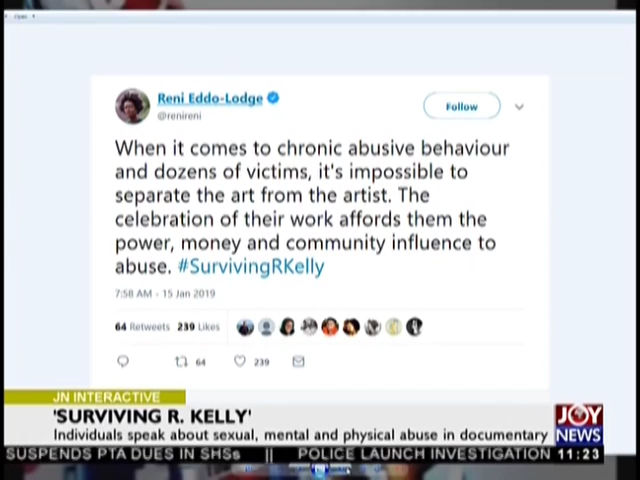 Reni Eddo-Lodge
@renireni
Follow
When it comes to chronic abusive behaviour
and dozens of victims, it's impossible to
separate the art from the artist. The
celebration of their work affords them the
power, money and community influence to
abuse. #SurvivingRKelly
7:58 AM - 15 Jan 2019
64 Retweets 239 Likes
64 239
JN INTERACTIVE
'SURVIVING R. KELLY'
Individuals speak about sexual, mental and physical abuse in documentary
JOY
NEWS
SUSPENDS PTA DUES IN SHSs || POLICE LAUNCH INVESTIGATION 11:23